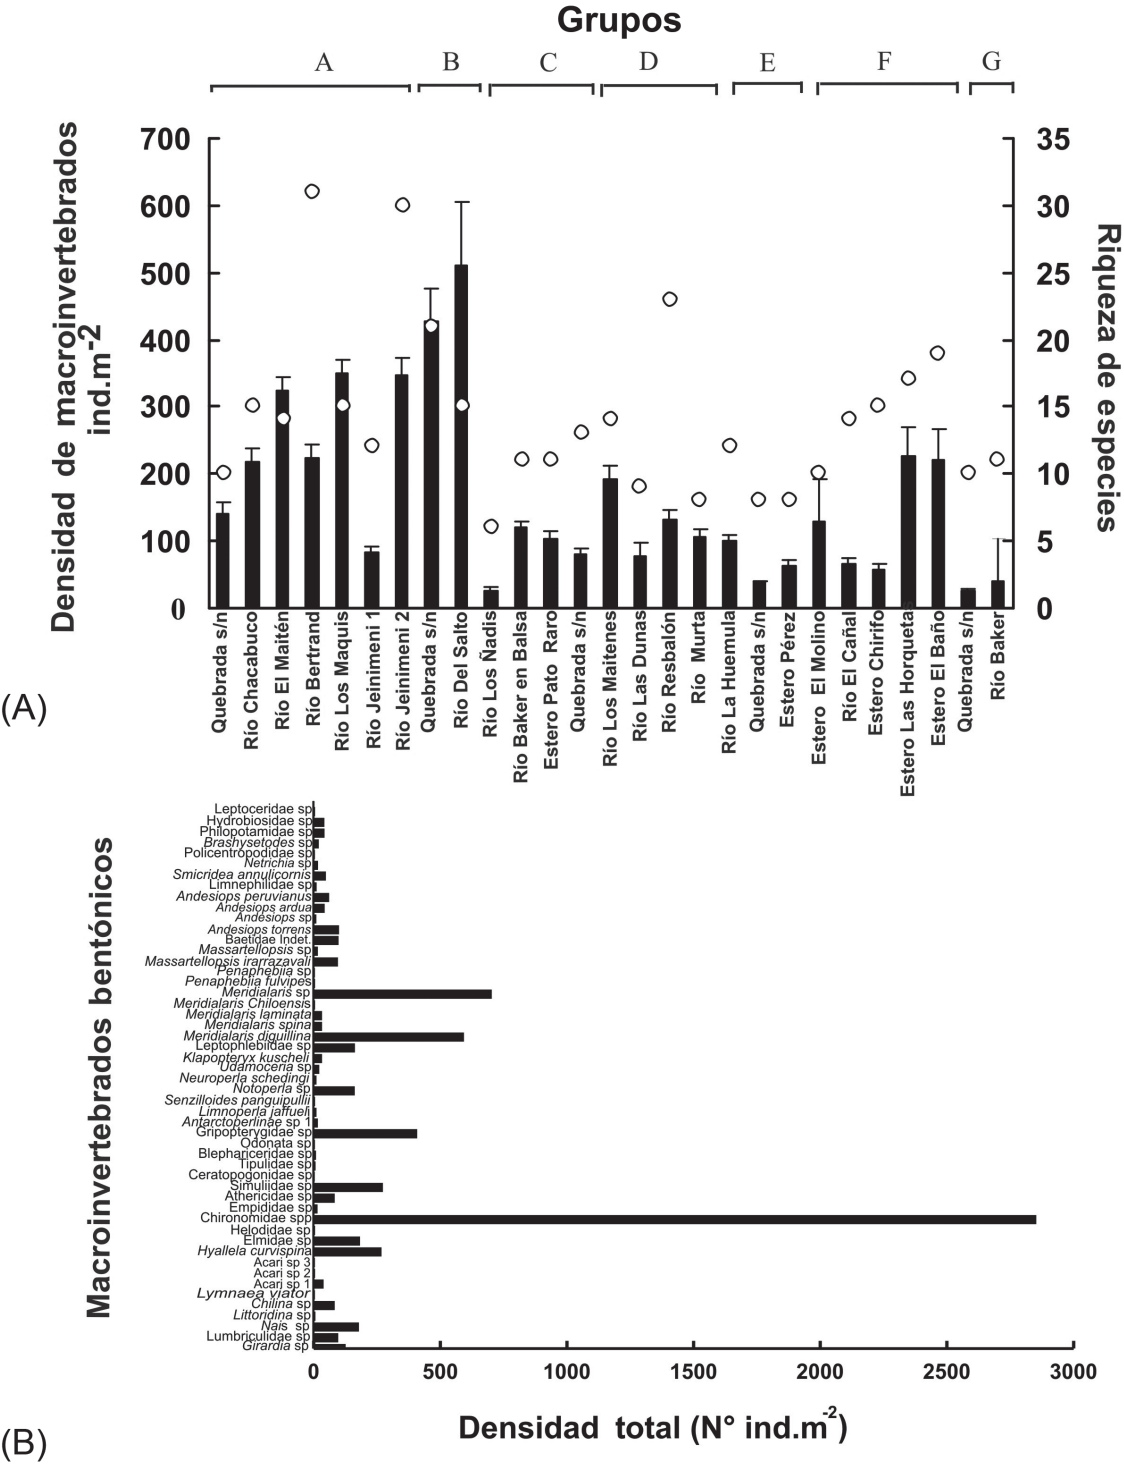 Grupos
A B C D E F G
Densidad de macroinvertebrados
ind.m-2
700
600
500
400
300
200
100
0
35
30
25
20
15
10
5
0
Riqueza de especies
Quebrada s/n
Río Chacabuco
Río El Maitén
Río Bertrand
Río Los Maquis
Río Jeinimeni 1
Río Jeinimeni 2
Quebrada s/n
Río Del Salto
Río Los Ñadis
Río Baker en Balsa
Estero Pato Raro
Quebrada s/n
Río Los Maitenes
Río Las Dunas
Río Resbalón
Río Murta
Río La Huemula
Quebrada s/n
Estero Pérez
Estero El Molino
Río El Cañal
Estero Chirifo
Estero Las Horqueta
Estero El Baño
Quebrada s/n
Río Baker
(A)
Macroinvertebrados bentónicos
Leptoceridae sp
Hydrobiosidae sp
Philopotamidae sp
Brashysetodes sp
Policentropodidae sp
Netrichia sp
Smicridea annulicornis
Limnephilidae sp
Andesiops peruvianus
Andesiops ardua
Andesiops sp
Andesiops torrens
Baetidae Indet.
Massartellopsis sp
Massartellopsis irarrazavali
Penaphebiia sp
Penaphebiia fulvipes
Meridialaris sp
Meridialaris Chiloensis
Meridialaris laminata
Meridialaris spina
Meridialaris diguillina
Leptophlebiidae sp
Klapopteryx kuscheli
Udamoceria sp
Neuroperla schedingi
Notoperla sp
Senzilloides panguipullii
Limnoperla jaffueli
Antarctoperlinae sp 1
Gripopterygidae sp
Odonata sp
Blephariceridae sp
Tipulidae sp
Ceratopogonidae sp
Simuliidae sp
Athericidae sp
Empididae sp
Chironomidae spp
Helodidae sp
Elmidae sp
Hyallela curvispina
Acari sp 3
Acari sp 2
Acari sp 1
Lymnaea viator
Chilina sp
Littoridina sp
Nais sp
Lumbriculidae sp
Girardia sp
0 500 1000 1500 2000 2500 3000
Densidad total (N° ind.m-2)
(B)